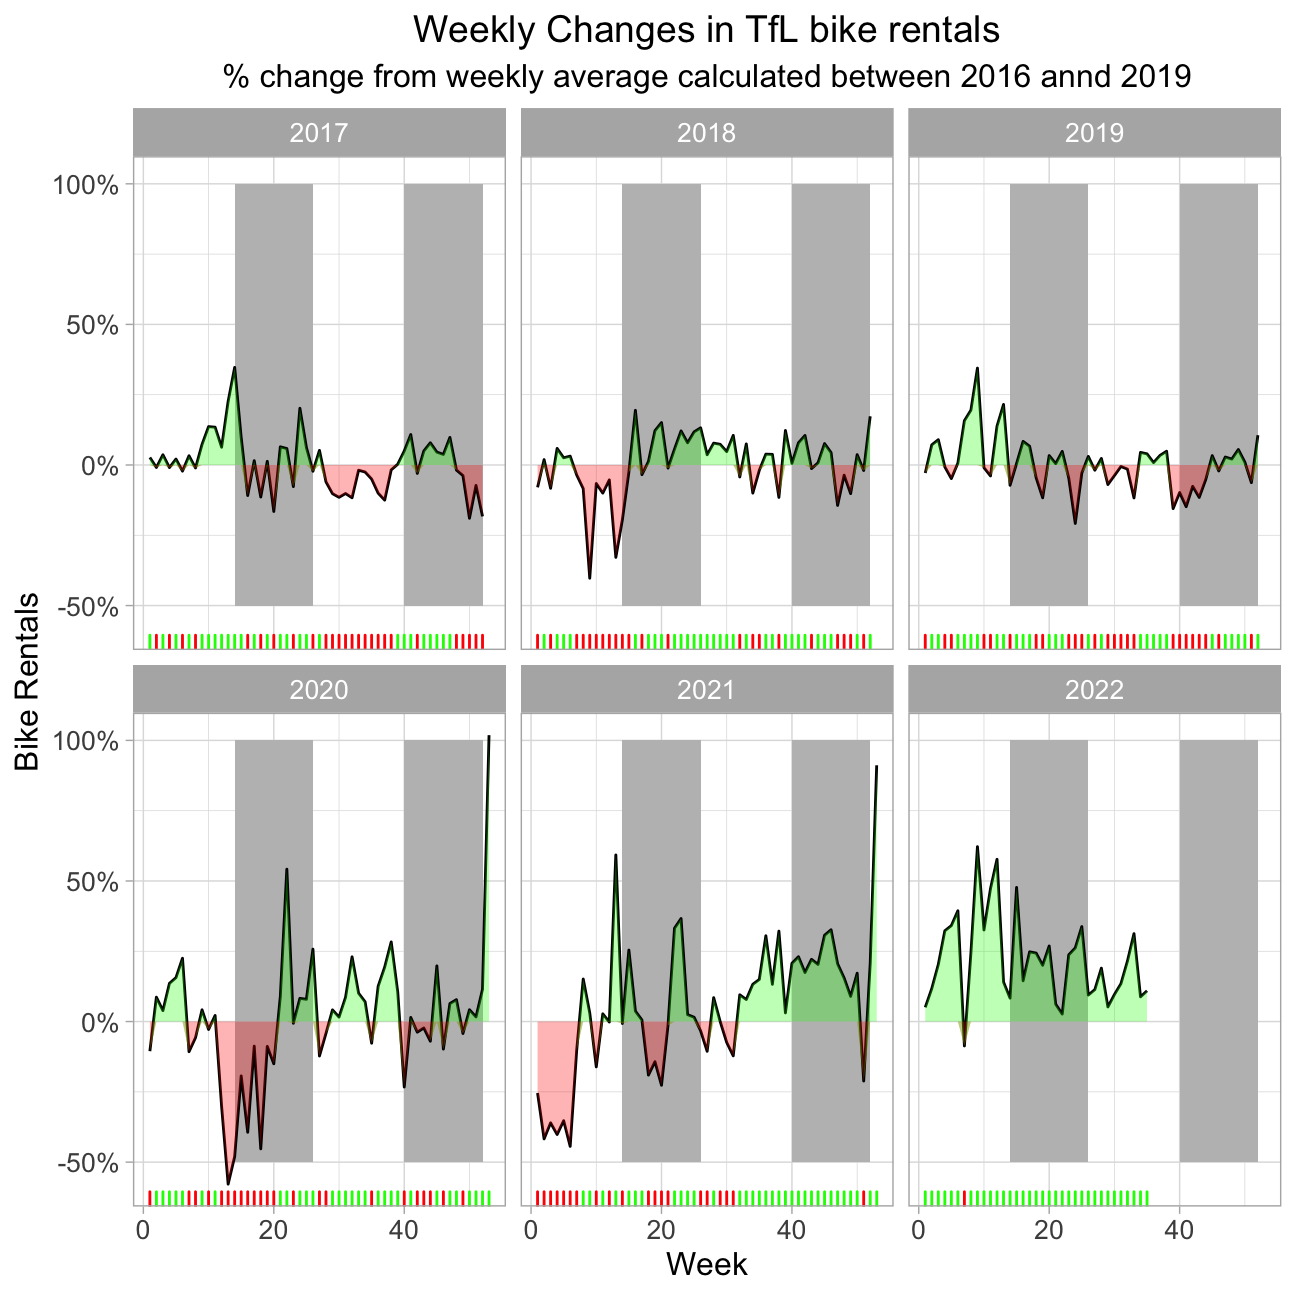 Weekly Changes in TfL bike rentals
% change from weekly average calculated between 2016 annd 2019
2017 2018 2019
100%
50%
0%
-50%
Bike Rentals
2020 2021 2022
100%
50%
0%
-50%
0 20 40 0 20 40 0 20 40
Week